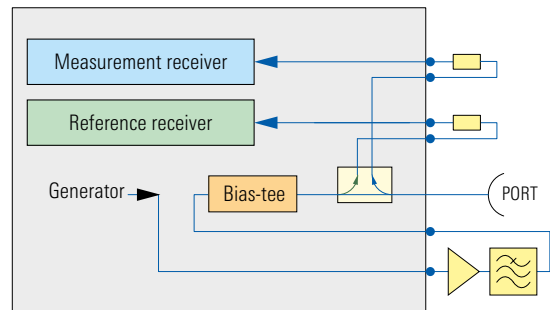 Measurement receiver
Reference receiver
Generator
Bias-tee
PORT